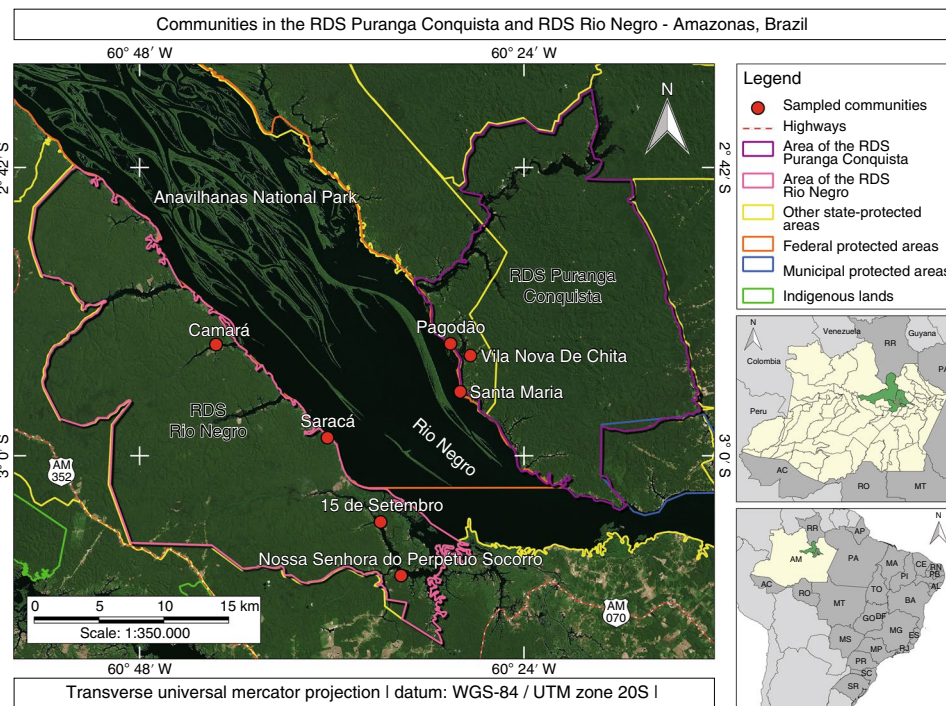 Communities in the RDS Puranga Conquista and RDS Rio Negro - Amazonas, Brazil
60° 48′ W
60° 24′ W
N
2° 42′ S
2° 42′ S
Anavilhanas National Park
RDS Puranga
Conquista
Pagodão
Camará
Vila Nova De Chita
Santa Maria
RDS
Rio Negro
Saracá
Rio Negro
3° 0′ S
3° 0′ S
AM
352
15 de Setembro
Nossa Senhora do Perpétuo Socorro
AM
070
0 5 10 15 km
Scale: 1:350.000
60° 48′ W
60° 24′ W
Transverse universal mercator projection | datum: WGS-84 / UTM zone 20S |
Legend
Sampled communities
Highways
Area of the RDS
Puranga Conquista
Area of the RDS
Rio Negro
Other state-protected
areas
Federal protected areas
Municipal protected areas
Indigenous lands
N
Venezuela
Guyana
RR
Colombia
PA
Peru
AC
RO
MT
N
RR
AP
AM
PA
MA
CE
RN
PB
PI
AL
AC
RO
TO
BA
MT
GO
DF
MG
ES
MS
MP
RJ
PR
SC
SR